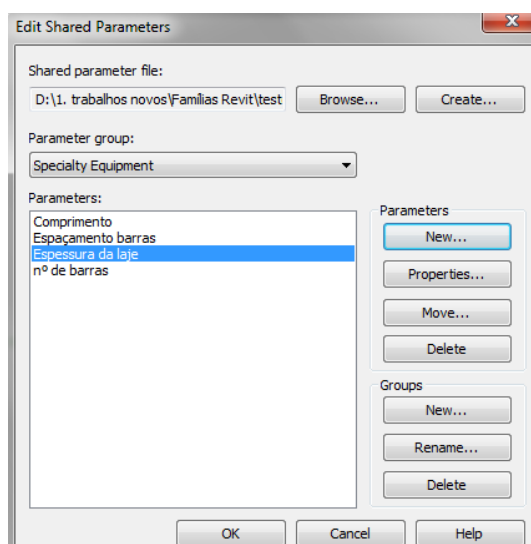 Edit Shared Parameters
x
Shared parameter file:
D:\1. trabalhos novos\Famílias Revit\test
Browse...
Create...
Parameter group:
Specialty Equipment
Parameters:
Comprimento
Espaçamento barras
Espessura da laje
nº de barras
Parameters
New...
Properties...
Move...
Delete
Groups
New...
Rename...
Delete
OK
Cancel
Help